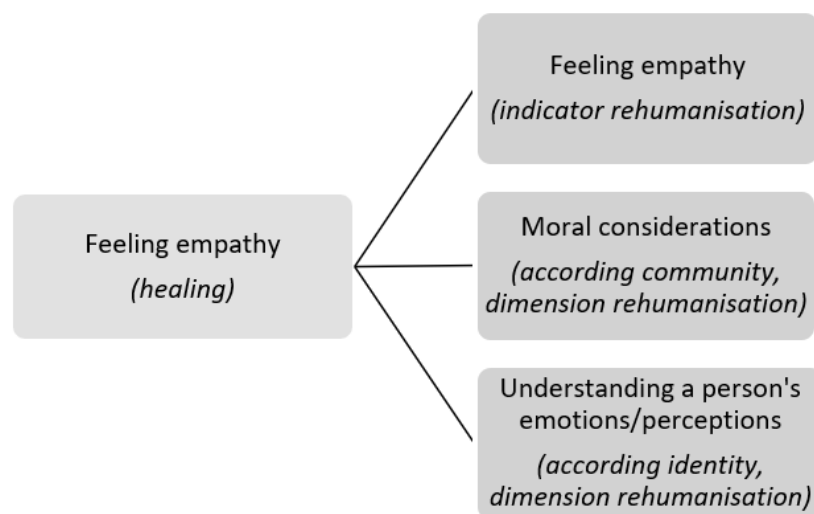 Feeling empathy
(healing)
Feeling empathy
(indicator rehumanisation)
Moral considerations
(according community,
dimension rehumanisation)
Understanding a person's
emotions/perceptions
(according identity,
dimension rehumanisation)